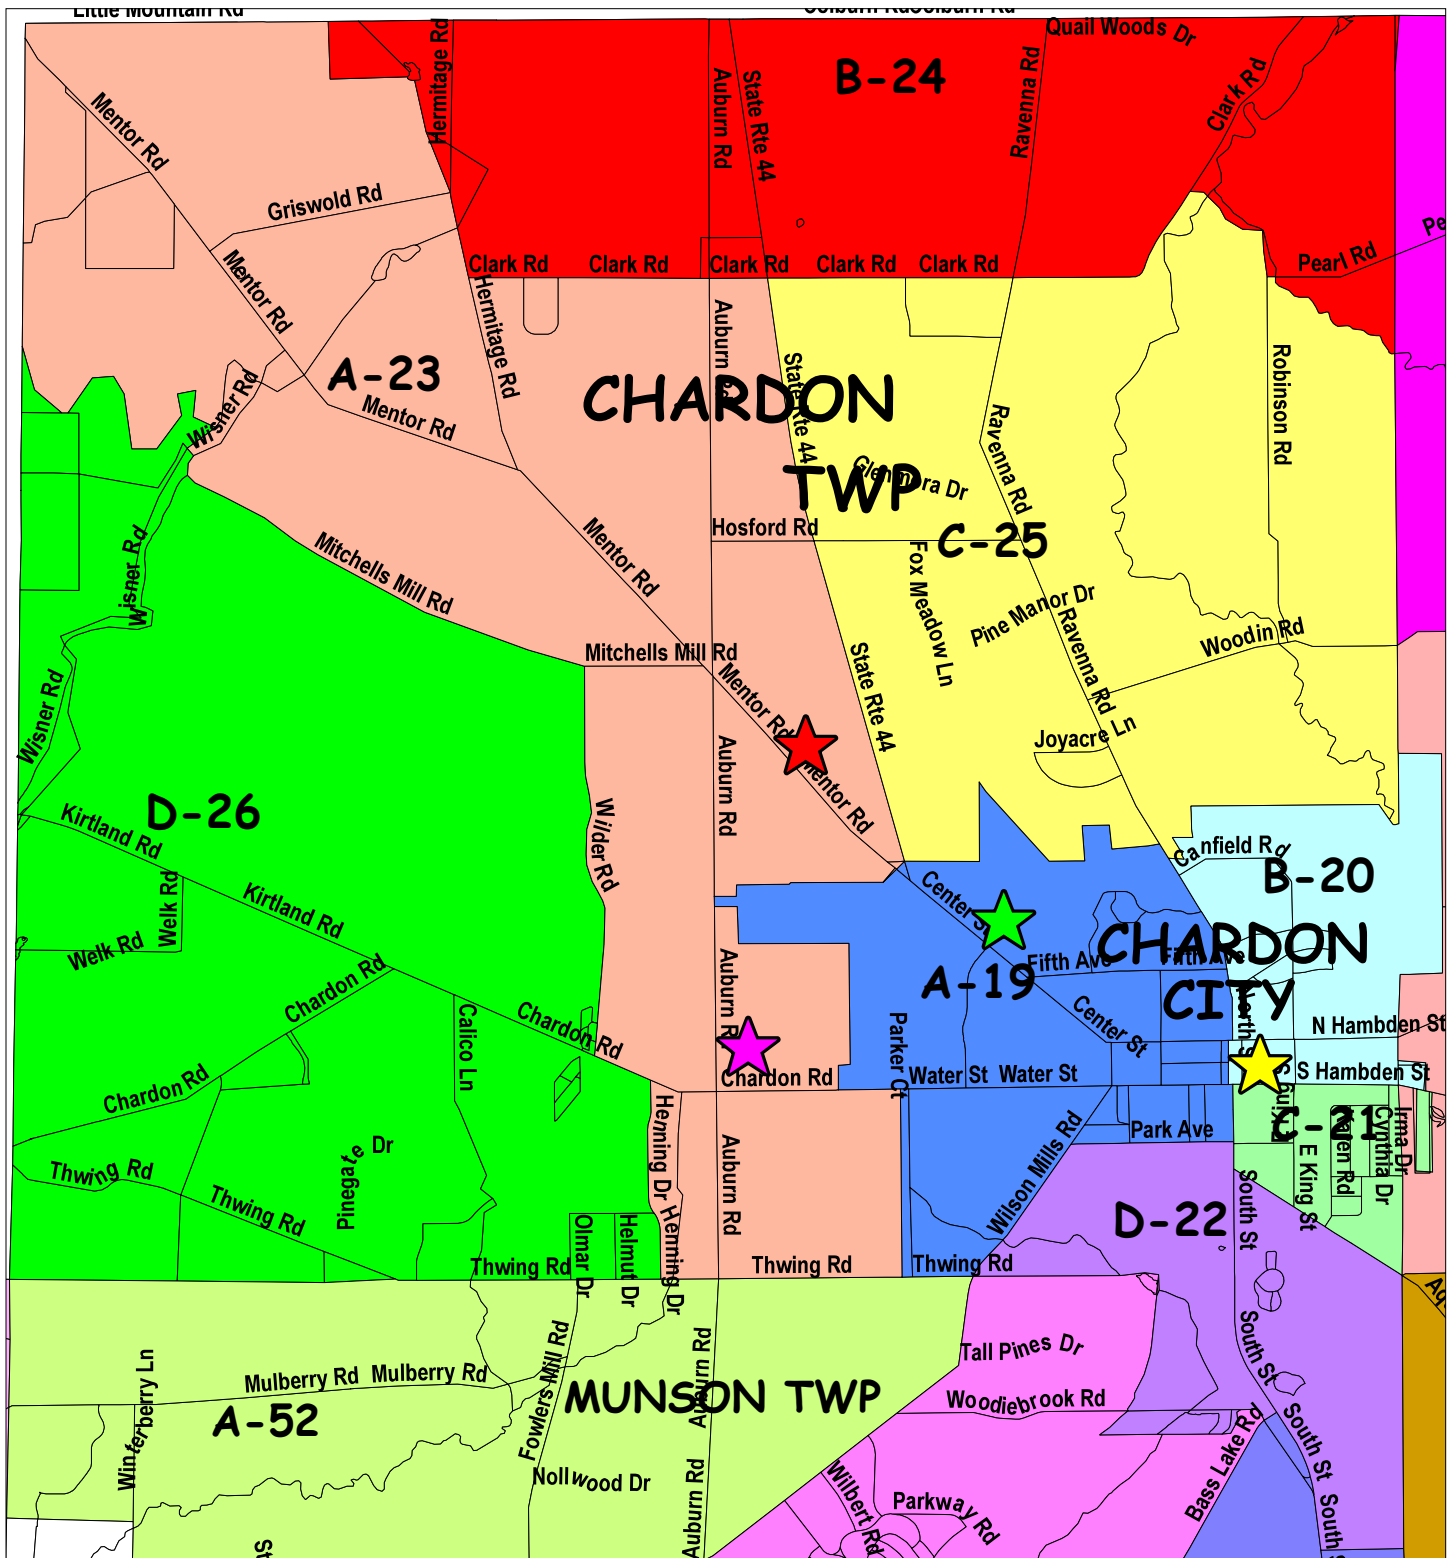 Little Mountain Rd
Quail Woods Dr
Hermitage Rd
B-24
Auburn Rd
State Rte 44
Ravenna Rd
Clark Rd
Mentor Rd
Griswold Rd
Pearl Rd
Mentor Rd
Clark Rd
Clark Rd
Clark Rd
Clark Rd
Clark Rd
Hermitage Rd
A-23
CHARDON
TWP
State Rte 44
Robinson Rd
Wisner Rd
Mentor Rd
Ravenna Rd
Hosford Rd
C-25
Mentor Rd
Mitchells Mill Rd
Wisner Rd
Fox Meadow Ln
Pine Manor Dr
Ravenna Rd
Woodin Rd
Mitchells Mill Rd
Mentor Rd
State Rte 44
Wisner Rd
Joyacre Ln
Auburn Rd
Mentor Rd
D-26
Kirtland Rd
Wilder Rd
Canfield Rd
B-20
Welk Rd
Kirtland Rd
Welk Rd
CHARDON
CITY
Fifth Ave
Fifth Ave
A-19
Chardon Rd
Calico Ln
Chardon Rd
Parker Ct
Center St
N Hambden St
S Hambden St
Chardon Rd
Water St
Water St
Chardon Rd
C-21
Irma Dr
Cynthia Dr
E King St
Park Ave
Wilson Mills Rd
Henning Dr
Auburn Rd
Pinegate Dr
Thwing Rd
Thwing Rd
D-22
South St
Thwing Rd
Olmar Dr
Helmut Dr
Henning Dr
Thwing Rd
Thwing Rd
South St
Tall Pines Dr
Auburn Rd
Fowlers Mill Rd
Mulberry Rd
Mulberry Rd
Winterberry Ln
MUNSON TWP
A-52
Woodiebrook Rd
South St
Bass Lake Rd
Nollwood Dr
Auburn Rd
Wilbert Rd
Parkway Rd
South